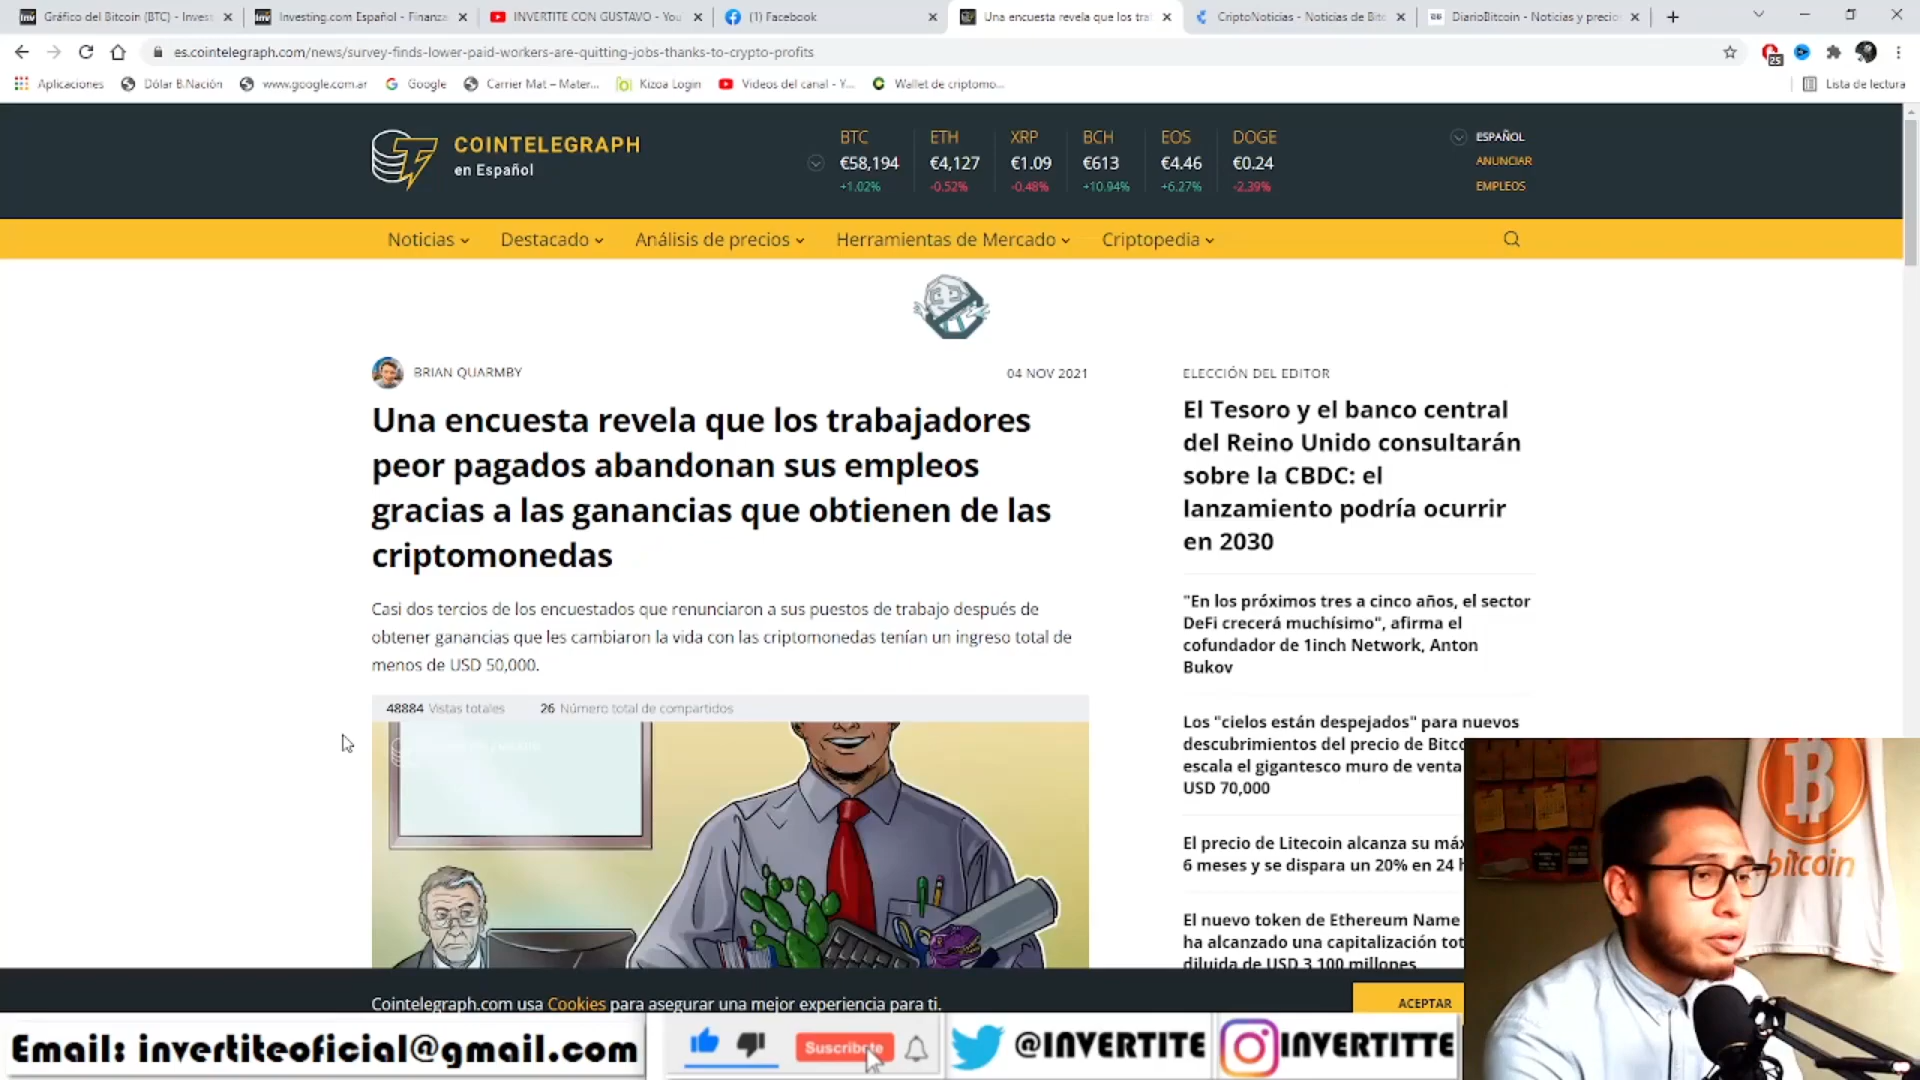 Gráfico del Bitcoin (BTC) - Invest
Investing.com Español - Finanza
INVERTITE CON GUSTAVO - You
(1) Facebook
Una encuesta revela que los tra
CriptoNoticias - Noticias de Bitc
DiarioBitcoin - Noticias y precio
es.cointelegraph.com/news/survey-finds-lower-paid-workers-are-quitting-jobs-thanks-to-crypto-profits
25
Aplicaciones
Dólar B.Nación
www.google.com.ar
Google
Carrier Mat – Mater...
Kizoa Login
Videos del canal - Y...
Wallet de criptomo...
Lista de lectura
COINTELEGRAPH
en Español
BTC ETH XRP BCH EOS DOGE
€58,194 €4,127 €1.09 €613 €4.46 €0.24
+1.02% -0.52% -0.48% +10.94% +6.27% -2.39%
ESPAÑOL
ANUNCIAR
EMPLEOS
Noticias
Destacado
Análisis de precios
Herramientas de Mercado
Criptopedia
BRIAN QUARMBY
04 NOV 2021
Una encuesta revela que los trabajadores
peor pagados abandonan sus empleos
gracias a las ganancias que obtienen de las
criptomonedas
Casi dos tercios de los encuestados que renunciaron a sus puestos de trabajo después de
obtener ganancias que les cambiaron la vida con las criptomonedas tenían un ingreso total de
menos de USD 50,000.
48884 Vistas totales
26 Número total de compartidos
ELECCIÓN DEL EDITOR
El Tesoro y el banco central
del Reino Unido consultarán
sobre la CBDC: el
lanzamiento podría ocurrir
en 2030
"En los próximos tres a cinco años, el sector
DeFi crecerá muchísimo", afirma el
cofundador de 1inch Network, Anton
Bukov
Los "cielos están despejados" para nuevos
descubrimientos del precio de Bitc
escala el gigantesco muro de venta
USD 70,000
El precio de Litecoin alcanza su má
6 meses y se dispara un 20% en 24 h
El nuevo token de Ethereum Name
ha alcanzado una capitalización tot
diluida de USD 3.100 millones
bitcoin
Cointelegraph.com usa Cookies para asegurar una mejor experiencia para ti.
ACEPTAR
Email: invertiteoficial@gmail.com
Suscribete
@INVERTITE
INVERTITTE